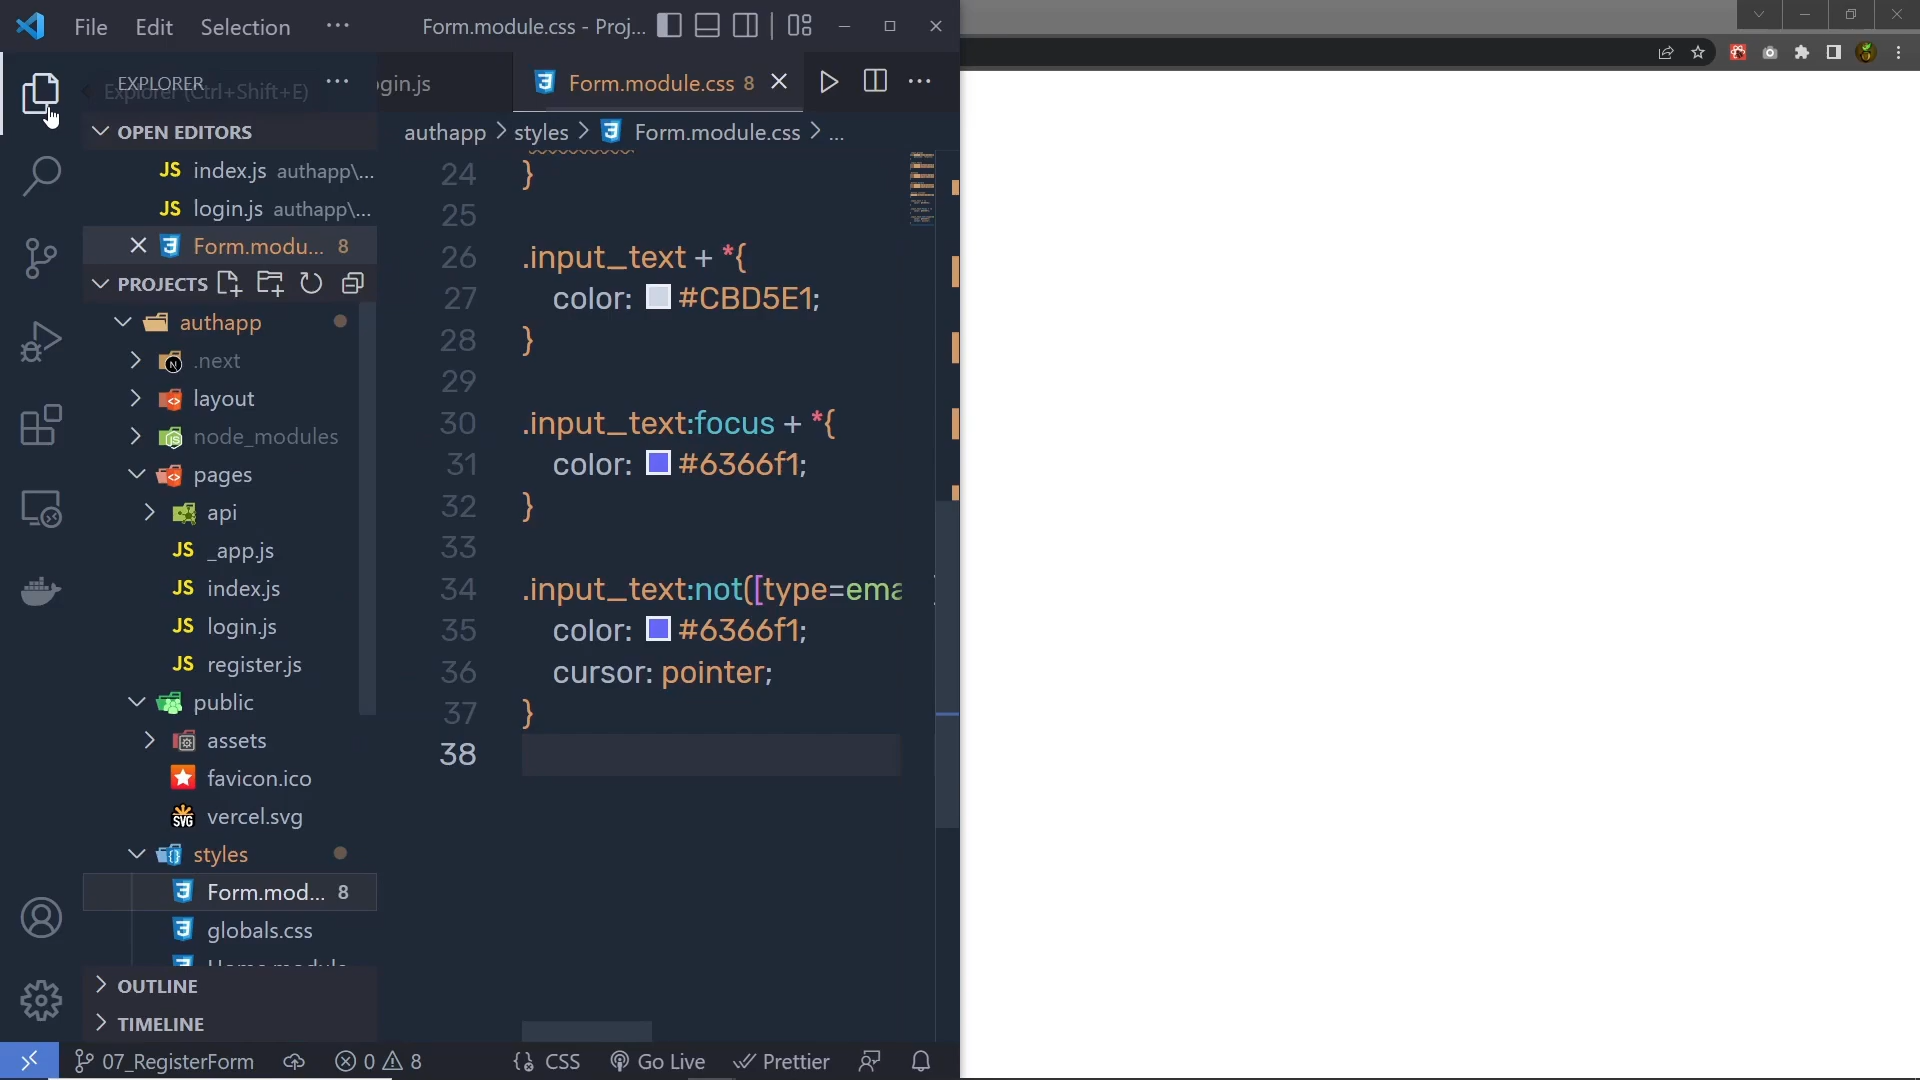 File Edit Selection ··· Form.module.css - Proj...
EXPLORER ···
Explorer (Ctrl+Shift+E)
OPEN EDITORS
JS index.js authapp\...
JS login.js authapp\...
Form.modu... 8
PROJECTS
authapp
.next
layout
node_modules
pages
api
JS _app.js
JS index.js
JS login.js
JS register.js
public
assets
favicon.ico
SVG vercel.svg
styles
Form.mod... 8
globals.css
OUTLINE
TIMELINE
ogin.js Form.module.css 8 ···
authapp > styles > Form.module.css > ...
24 }
25
26 .input_text + *{
27 color: #CBD5E1;
28 }
29
30 .input_text:focus + *{
31 color: #6366f1;
32 }
33
34 .input_text:not([type=ema
35 color: #6366f1;
36 cursor: pointer;
37 }
38
07_RegisterForm 0 8 CSS Go Live Prettier